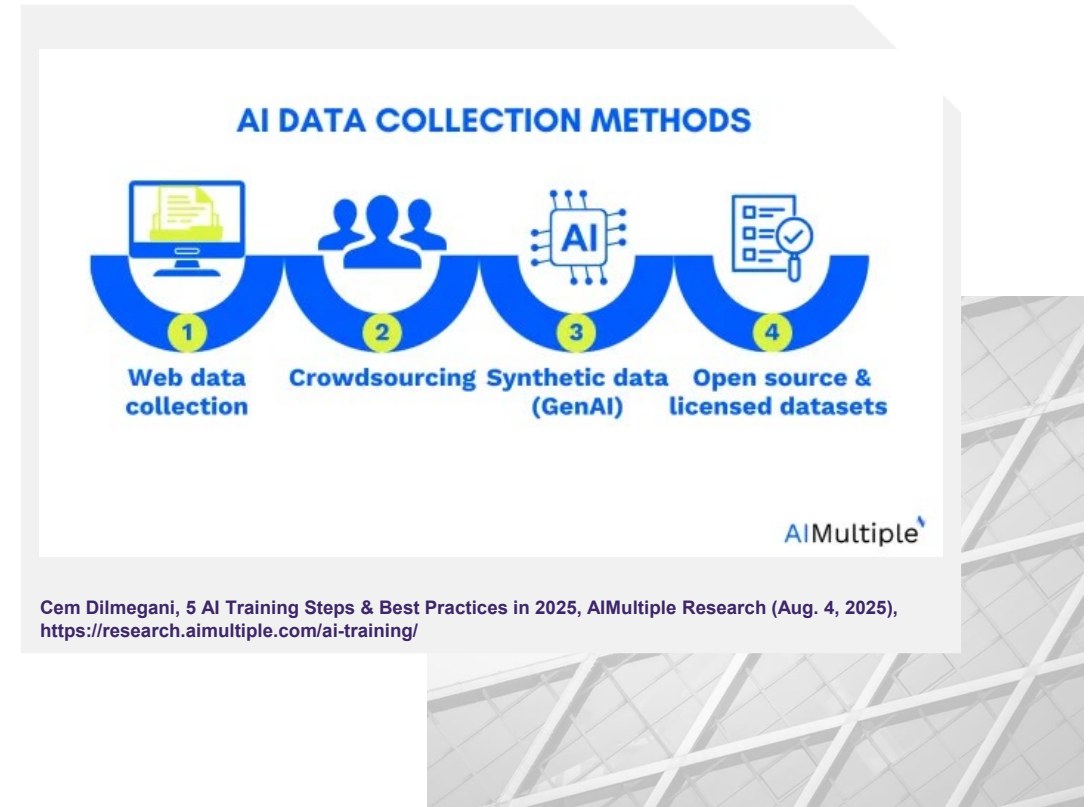 AI DATA COLLECTION METHODS
AI
1
2
3
4
Web data
collection
Crowdsourcing
Synthetic data
(GenAI)
Open source &
licensed datasets
AIMultiple
Cem Dilmegani, 5 AI Training Steps & Best Practices in 2025, AIMultiple Research (Aug. 4, 2025),
https://research.aimultiple.com/ai-training/